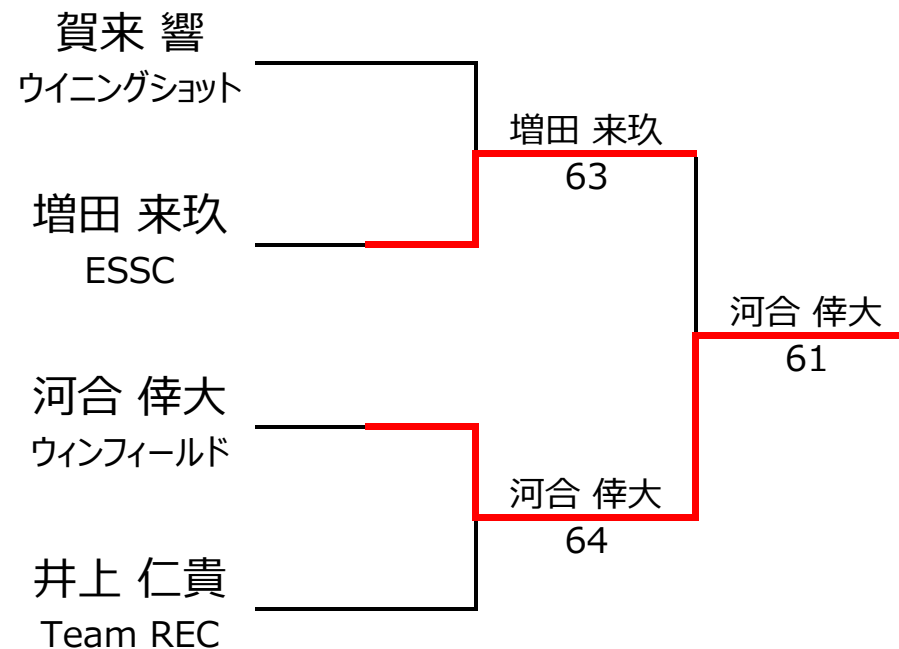 賀来 響
ウイニングショット
増田 来玖
63
増田 来玖
ESSC
河合 倖大
61
河合 倖大
ウィンフィールド
河合 倖大
64
井上 仁貴
Team REC